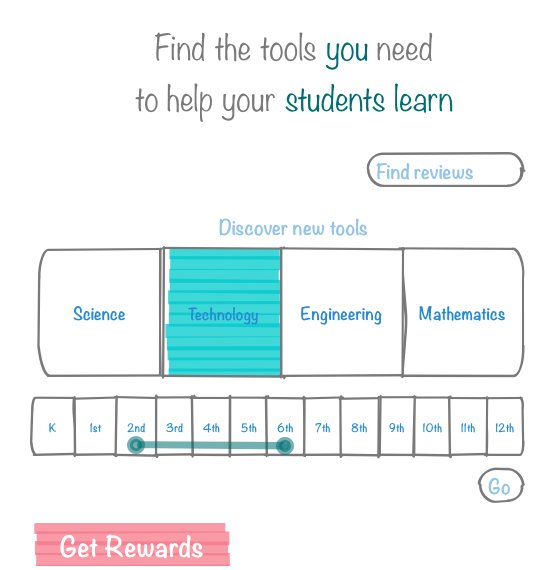 Find the tools you need
to help your students learn
Find reviews
Discover new tools
Science Technology Engineering Mathematics
K 1st 2nd 3rd 4th 5th 6th 7th 8th 9th 10th 11th 12th
Go
Get Rewards